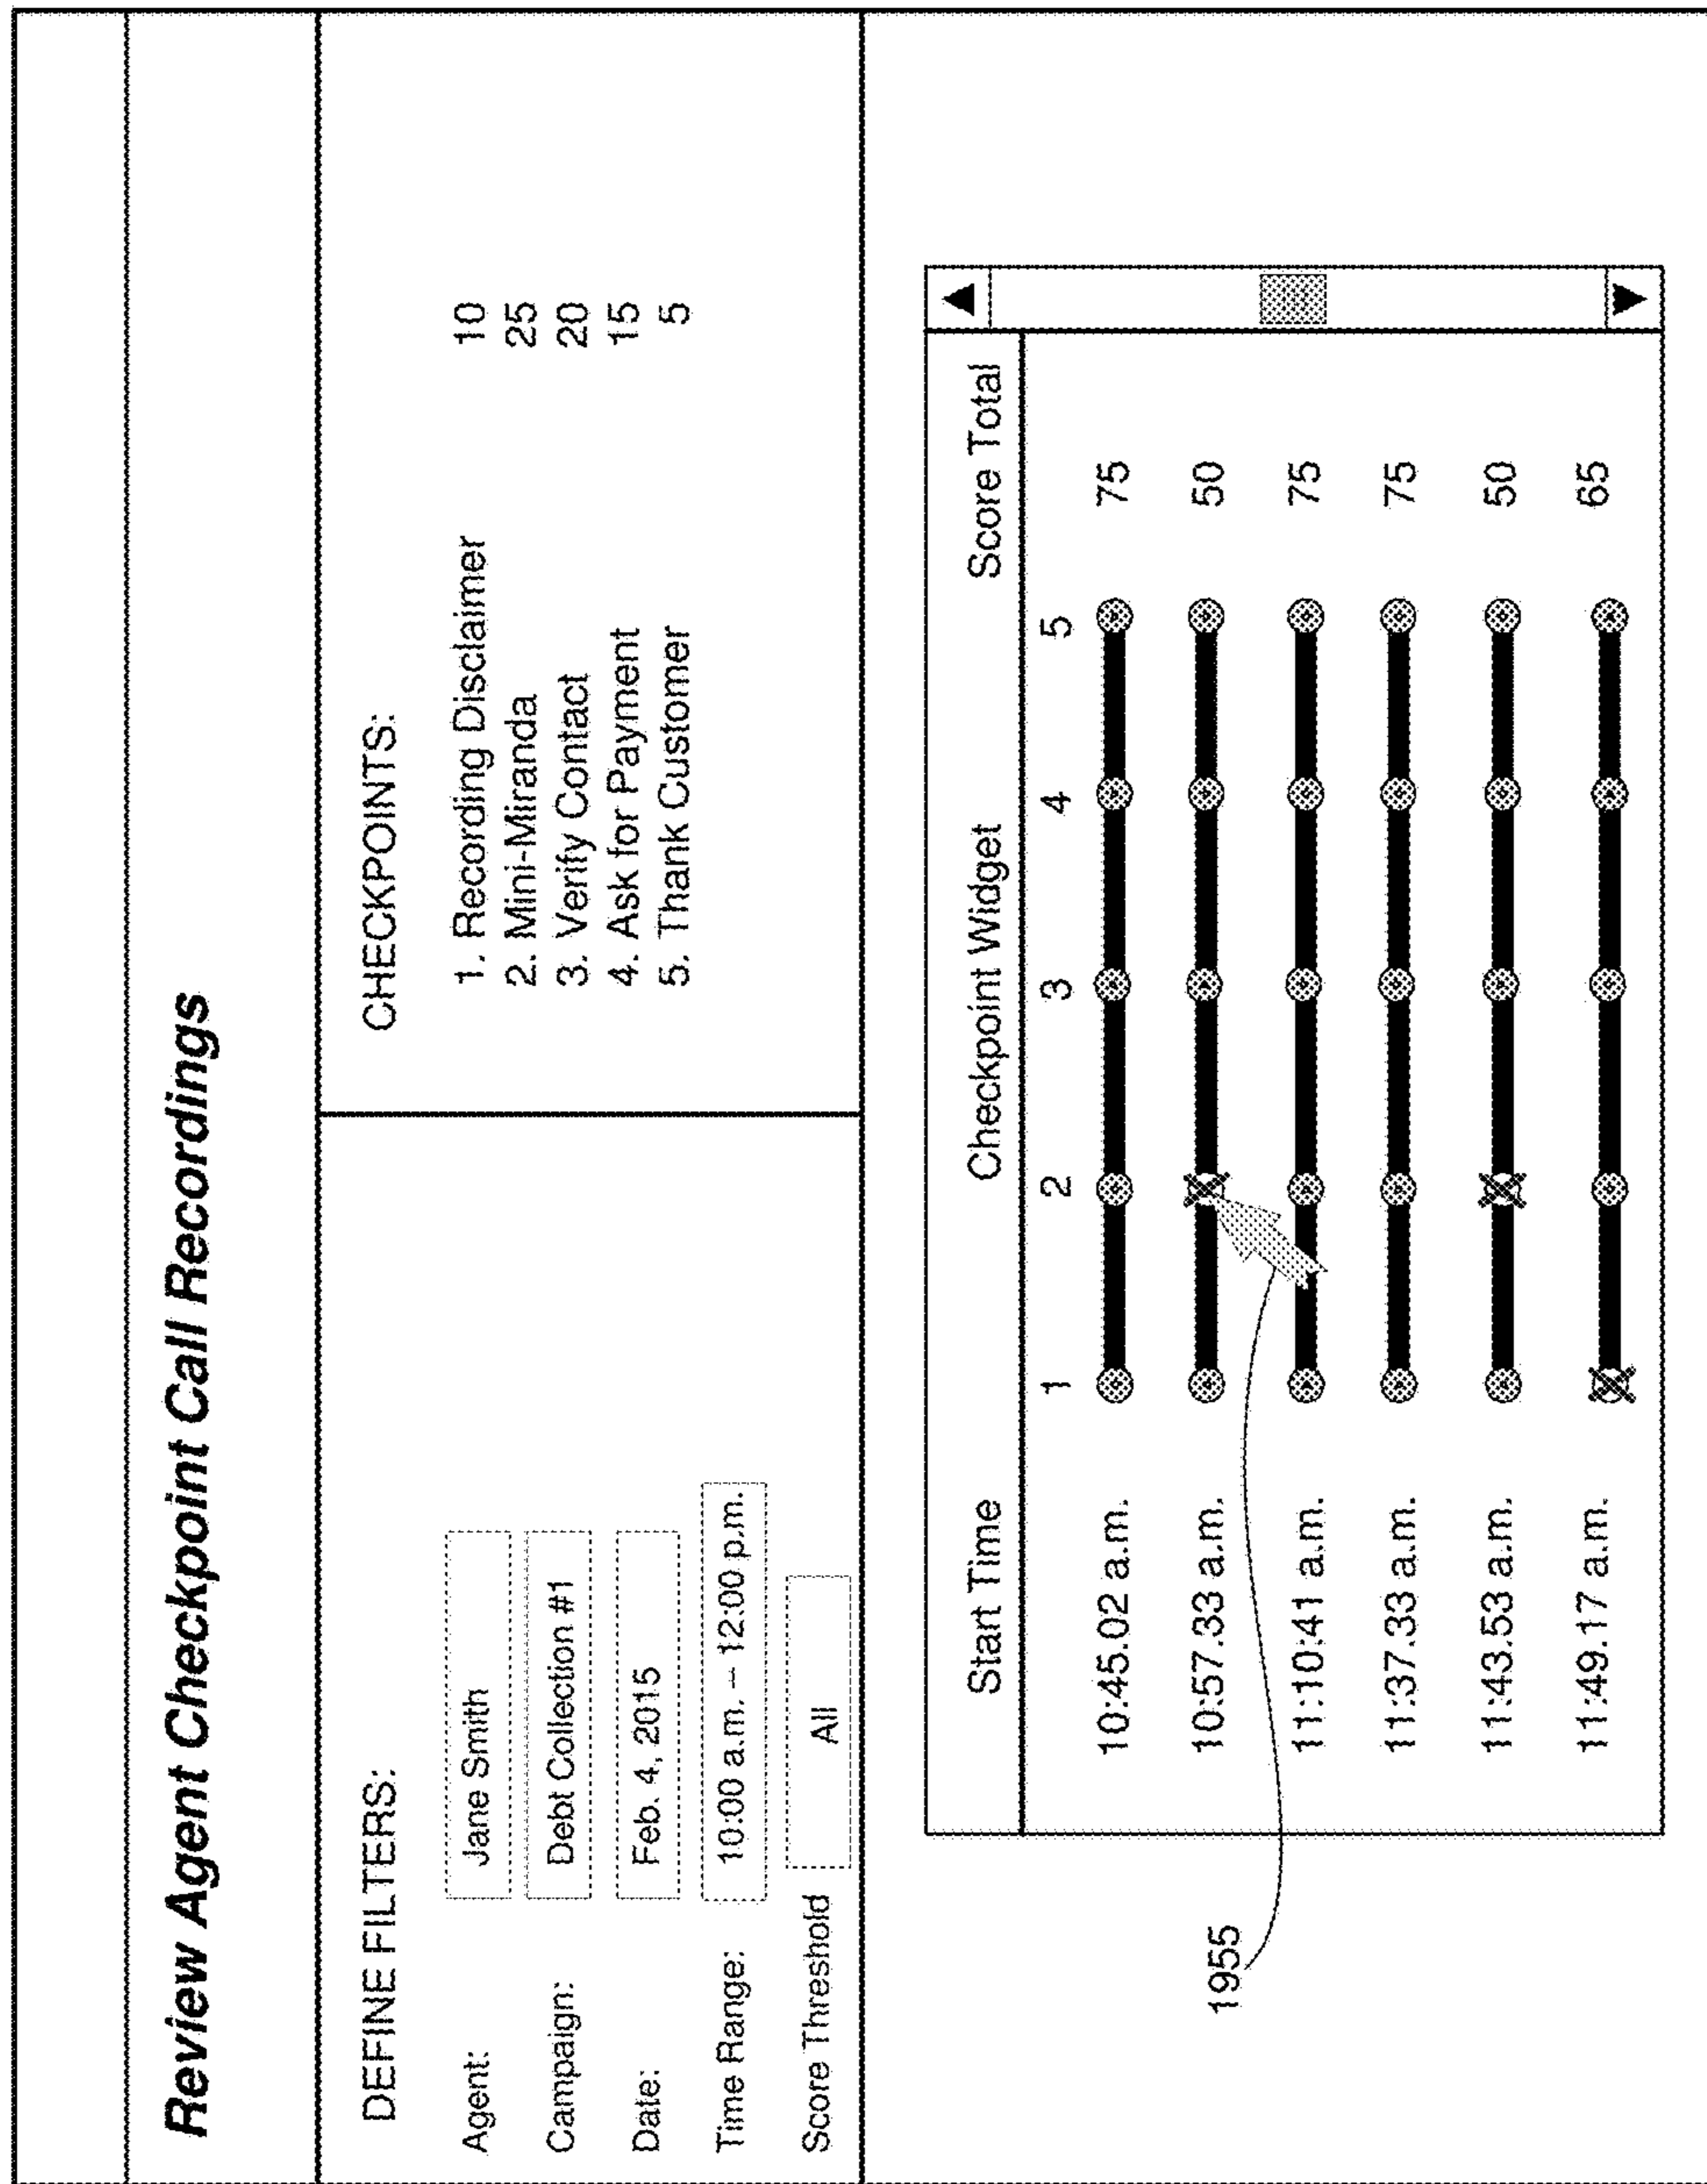 Review Agent Checkpoint Call Recordings
DEFINE FILTERS:
Agent: Jane Smith
Campaign: Debt Collection #1
Date: Feb. 4, 2015
Time Range: 10:00 a.m. – 12:00 p.m.
Score Threshold All
CHECKPOINTS:
1. Recording Disclaimer 10
2. Mini-Miranda 25
3. Verify Contact 20
4. Ask for Payment 15
5. Thank Customer 5
Start Time Checkpoint Widget Score Total
1 2 3 4 5
10:45.02 a.m. 75
10:57.33 a.m. 50
11:10:41 a.m. 75
11:37.33 a.m. 75
11:43.53 a.m. 50
11:49.17 a.m. 65
1955